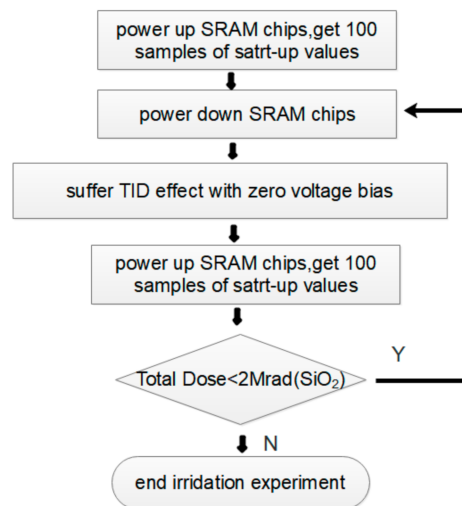 power up SRAM chips,get 100
samples of satrt-up values
power down SRAM chips
suffer TID effect with zero voltage bias
power up SRAM chips,get 100
samples of satrt-up values
Total Dose<2Mrad(SiO₂)
Y
N
end irridation experiment